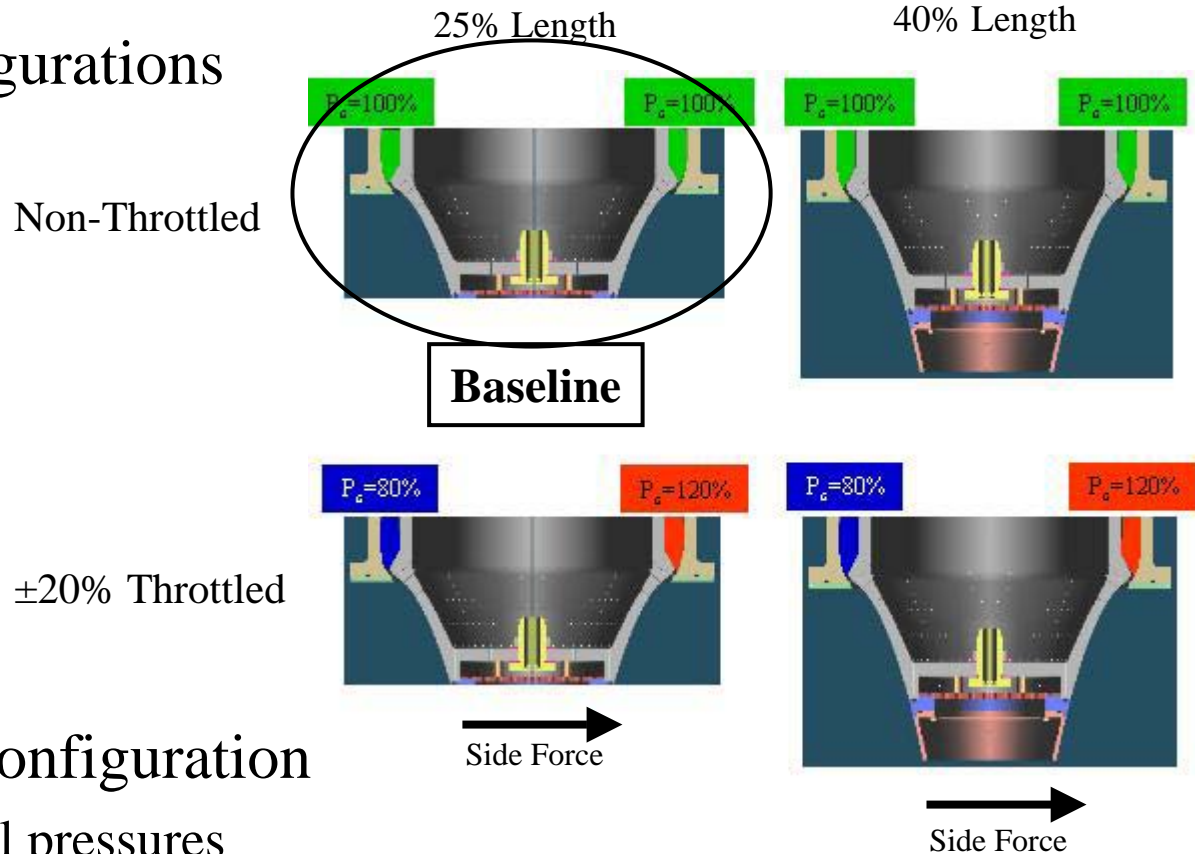 25% Length
40% Length
gurations
Pc=100%
Pc=100%
Pc=100%
Pc=100%
Non-Throttled
Baseline
Pc=80%
Pc=120%
Pc=80%
Pc=120%
±20% Throttled
Side Force
onfiguration
l pressures
Side Force